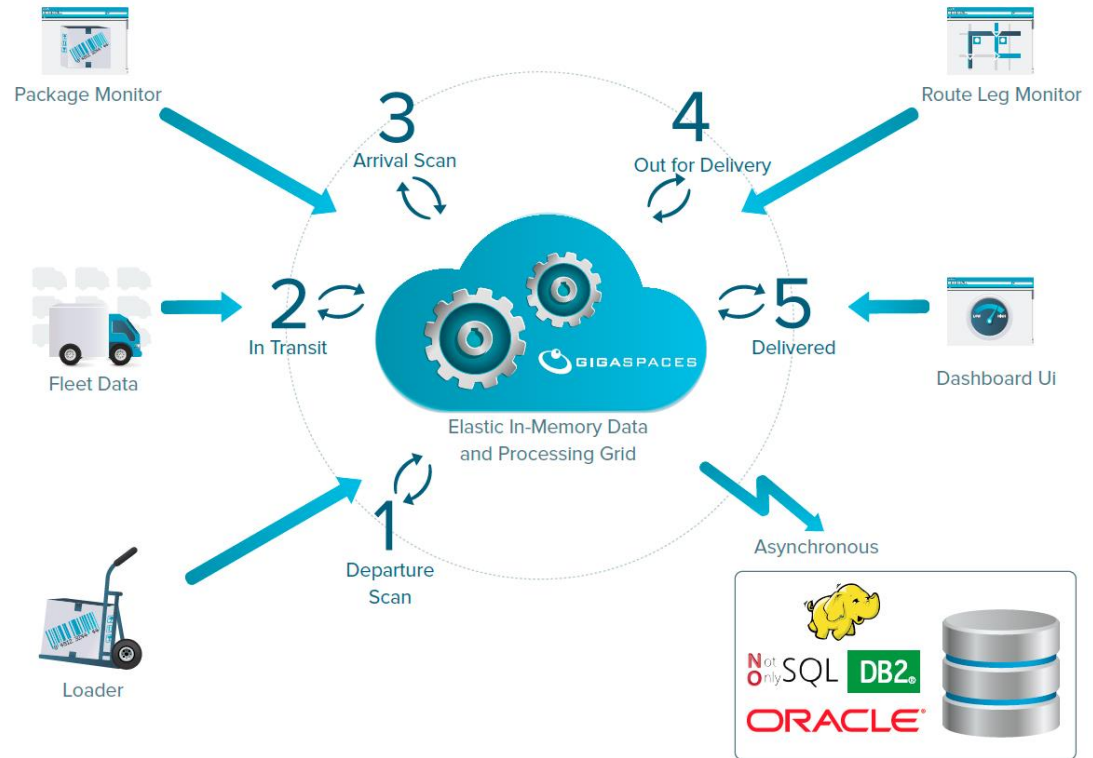 Package Monitor
Route Leg Monitor
3
Arrival Scan
4
Out for Delivery
2
In Transit
GIGASPACES
5
Delivered
Fleet Data
Dashboard Ui
Elastic In-Memory Data
and Processing Grid
1
Departure
Scan
Loader
Asynchronous
Not
Only SQL
DB2®
ORACLE®